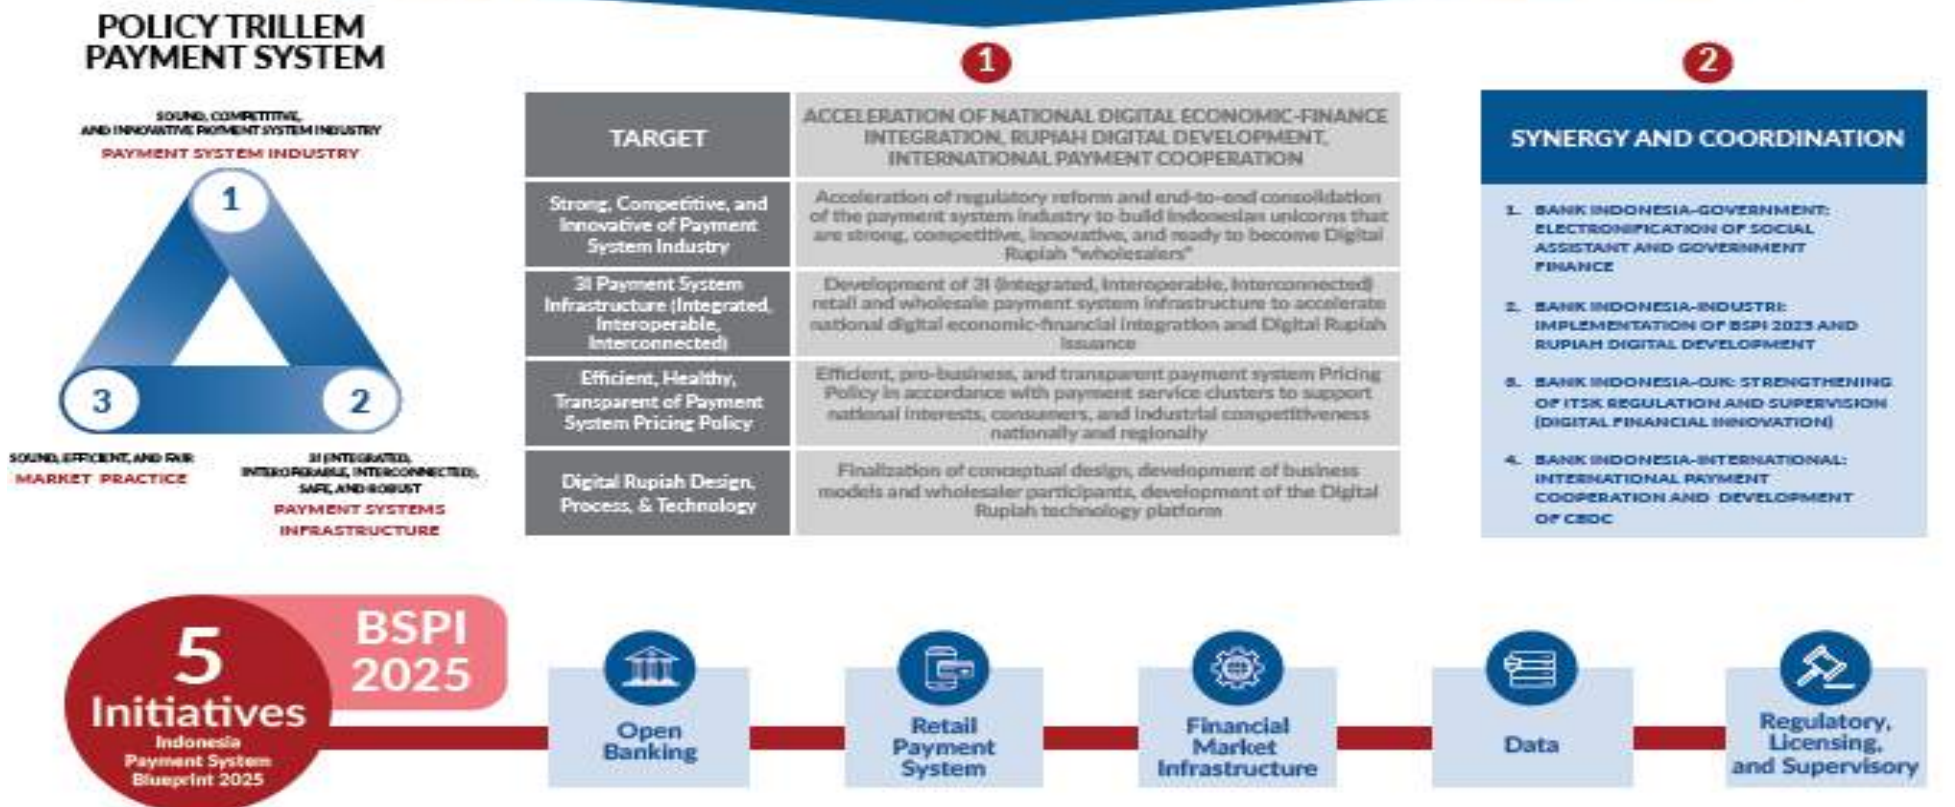 POLICY TRILLEM
PAYMENT SYSTEM
SOUND, COMPETITIVE,
AND INNOVATIVE PAYMENT SYSTEM INDUSTRY
PAYMENT SYSTEM INDUSTRY
1
3
2
SOUND, EFFICIENT, AND FAIR
MARKET PRACTICE
3I (INTEGRATED,
INTEROPERABLE, INTERCONNECTED),
SAFE, AND ROBUST
PAYMENT SYSTEMS
INFRASTRUCTURE
1
TARGET
ACCELERATION OF NATIONAL DIGITAL ECONOMIC-FINANCE
INTEGRATION, RUPIAH DIGITAL DEVELOPMENT,
INTERNATIONAL PAYMENT COOPERATION
Strong, Competitive, and
Innovative of Payment
System Industry
Acceleration of regulatory reform and end-to-end consolidation
of the payment system industry to build Indonesian unicorns that
are strong, competitive, innovative, and ready to become Digital
Rupiah "wholesalers"
3I Payment System
Infrastructure (Integrated,
Interoperable,
Interconnected)
Development of 3I (Integrated, Interoperable, Interconnected)
retail and wholesale payment system infrastructure to accelerate
national digital economic-financial integration and Digital Rupiah
Issuance
Efficient, Healthy,
Transparent of Payment
System Pricing Policy
Efficient, pro-business, and transparent payment system Pricing
Policy in accordance with payment service clusters to support
national interests, consumers, and industrial competitiveness
nationally and regionally
Digital Rupiah Design,
Process, & Technology
Finalization of conceptual design, development of business
models and wholesaler participants, development of the Digital
Rupiah technology platform
2
SYNERGY AND COORDINATION
1. BANK INDONESIA-GOVERNMENT:
ELECTRONIFICATION OF SOCIAL
ASSISTANT AND GOVERNMENT
FINANCE
2. BANK INDONESIA-INDUSTRI:
IMPLEMENTATION OF BSPI 2025 AND
RUPIAH DIGITAL DEVELOPMENT
3. BANK INDONESIA-OJK: STRENGTHENING
OF ITSK REGULATION AND SUPERVISION
(DIGITAL FINANCIAL INNOVATION)
4. BANK INDONESIA-INTERNATIONAL:
INTERNATIONAL PAYMENT
COOPERATION AND DEVELOPMENT
OF CBDC
5
Initiatives
Indonesia
Payment System
Blueprint 2025
BSPI
2025
Open
Banking
Retail
Payment
System
Financial
Market
Infrastructure
Data
Regulatory,
Licensing,
and Supervisory